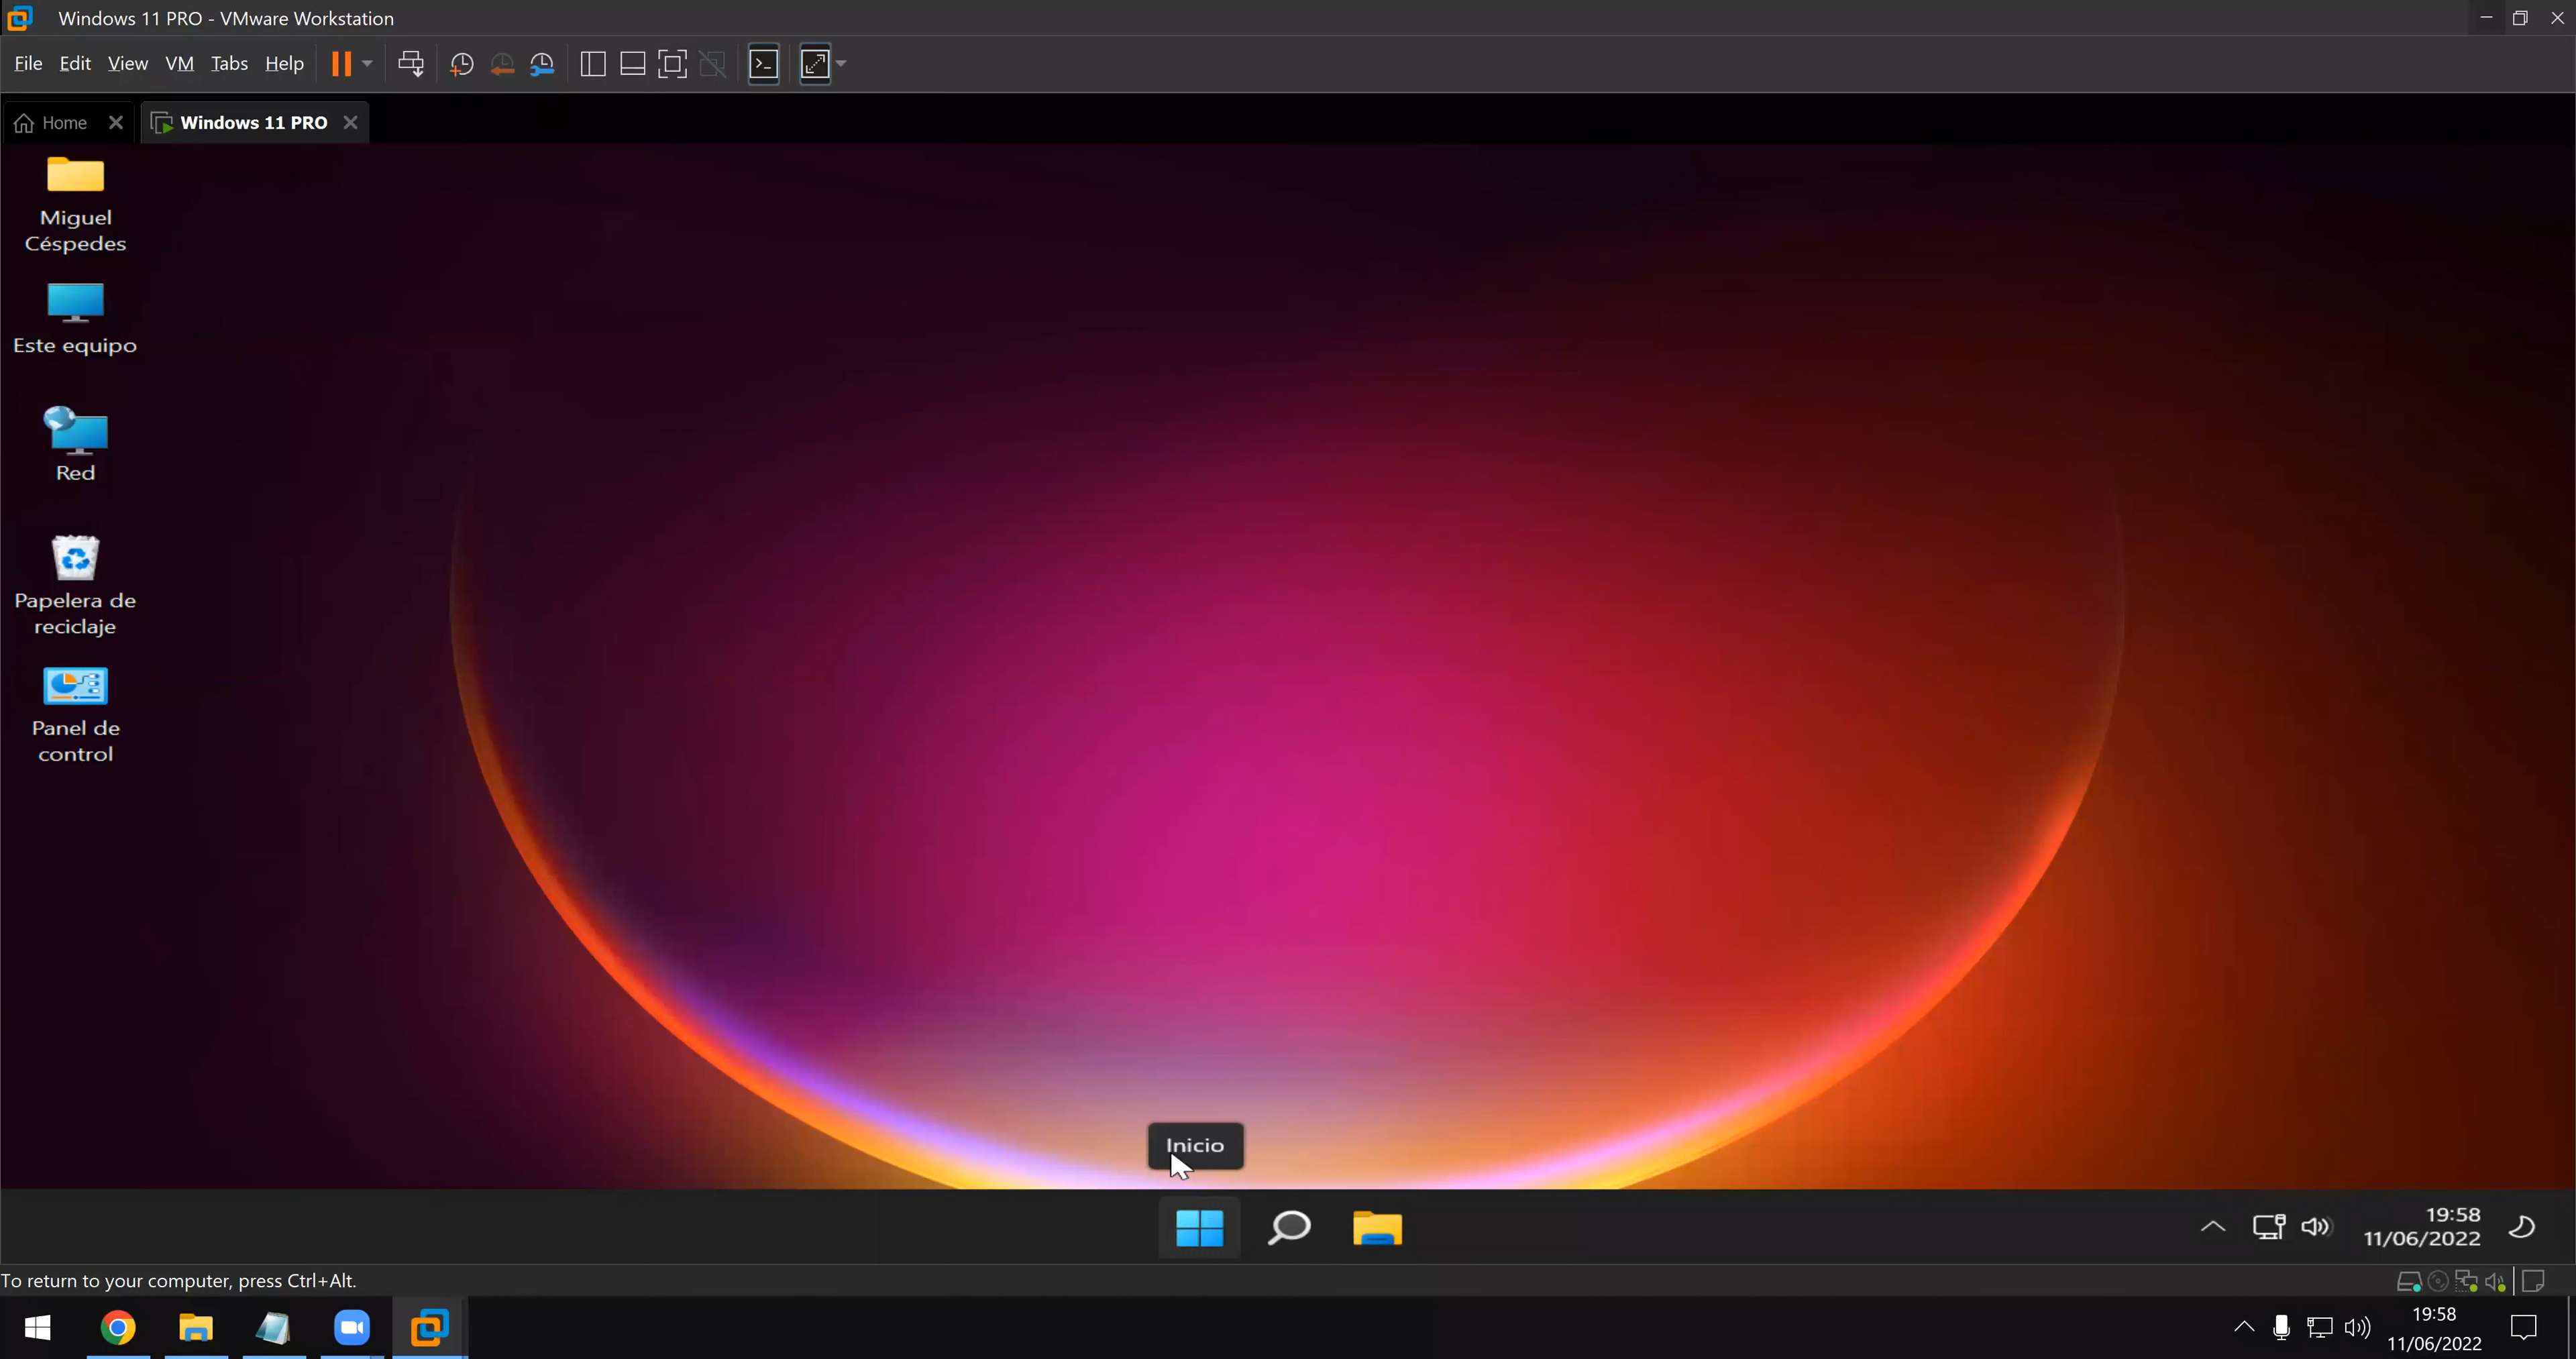 Windows 11 PRO - VMware Workstation
File Edit View VM Tabs Help
Home Windows 11 PRO
Miguel
Céspedes
Este equipo
Red
Papelera de
reciclaje
Panel de
control
Inicio
19:58
11/06/2022
To return to your computer, press Ctrl+Alt.
19:58
11/06/2022